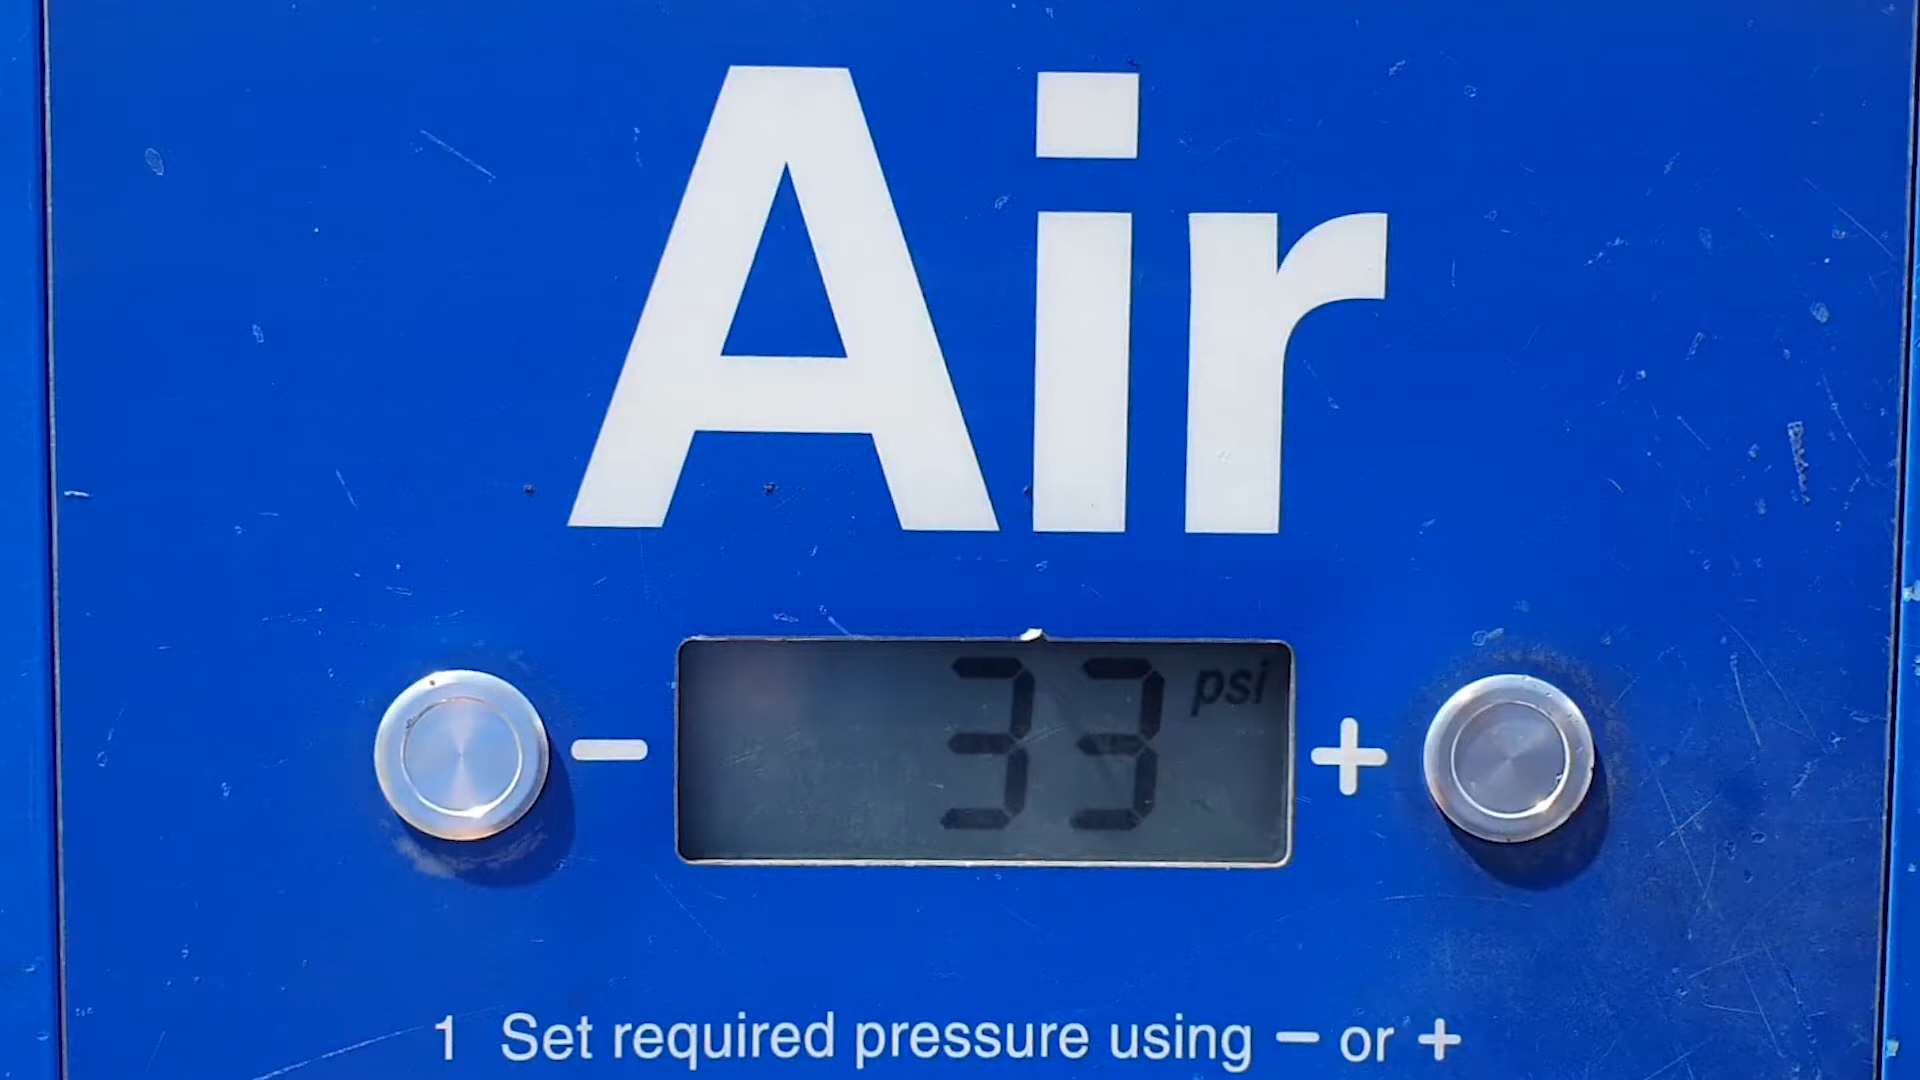 Air
− 33 psi +
1 Set required pressure using − or +